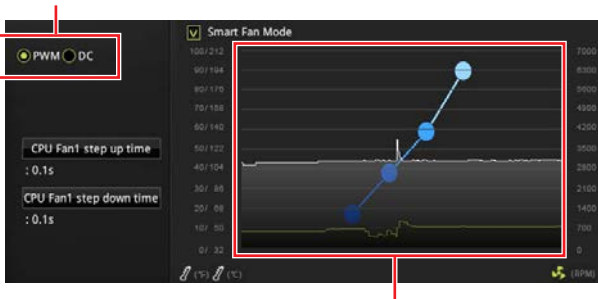 Smart Fan Mode
PWM DC
100/212 7000
90/194 6300
80/176 5600
70/158 4900
60/140 4200
50/122 3500
40/104 2800
30/ 86 2100
20/ 68 1400
10/ 50 700
0/ 32 0
CPU Fan1 step up time
: 0.1s
CPU Fan1 step down time
: 0.1s
(°F) (°C) (RPM)